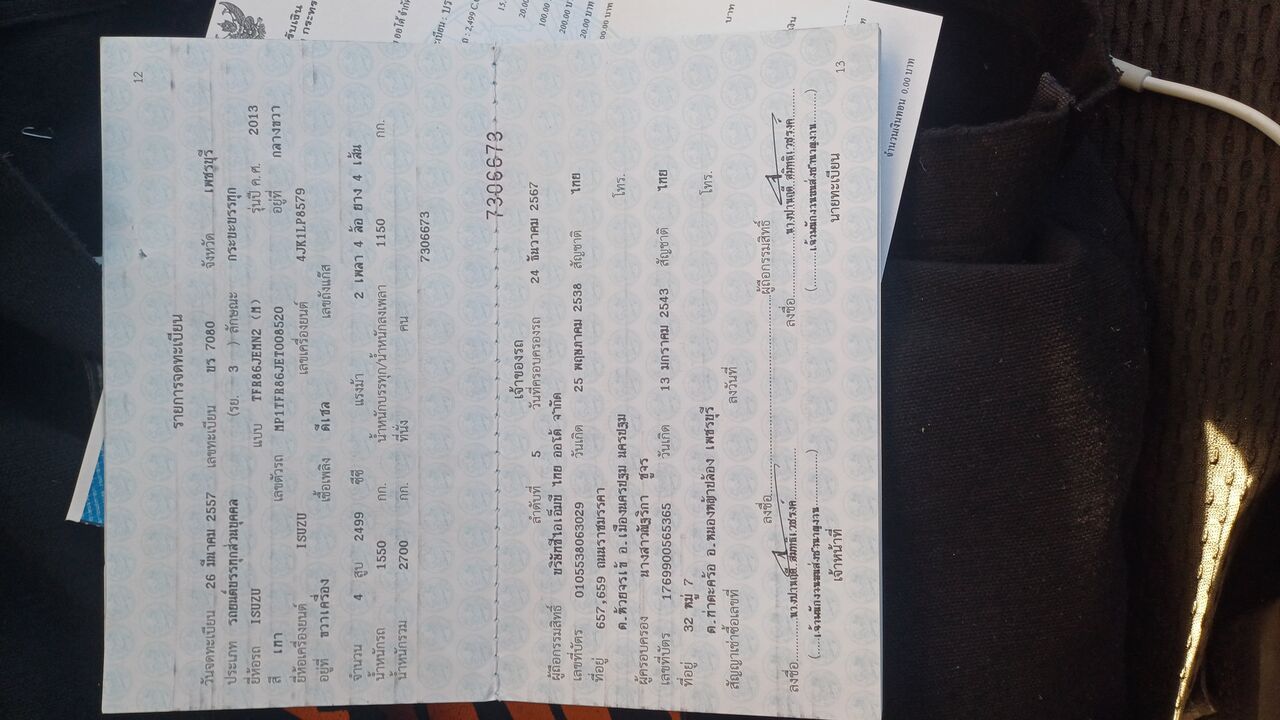 12
รายการจดทะเบียน
วันจดทะเบียน 26 มีนาคม 2557 เลขทะเบียน ขร 7080 จังหวัด เพชรบุรี
ประเภท รถยนต์บรรทุกส่วนบุคคล (รย. 3 ) ลักษณะ กระบะบรรทุก
ยี่ห้อรถ ISUZU แบบ TFR86JEMN2 (M) รุ่นปี ค.ศ. 2013
สี เทา เลขตัวรถ MP1TFR86JET008520 อยู่ที่ กลางขวา
ยี่ห้อเครื่องยนต์ ISUZU เลขเครื่องยนต์ 4JK1LP8579
อยู่ที่ ขวาเครื่อง เชื้อเพลิง ดีเซล เลขถังแก๊ส
จำนวน 4 สูบ 2499 ซีซี แรงม้า 2 เพลา 4 ล้อ ยาง 4 เส้น
น้ำหนักรถ 1550 กก. น้ำหนักบรรทุก/น้ำหนักลงเพลา 1150 กก.
น้ำหนักรวม 2700 กก. ที่นั่ง คน
7306673
7306673
เจ้าของรถ
ลำดับที่ 5 วันที่ครอบครองรถ 24 ธันวาคม 2567
ผู้ถือกรรมสิทธิ์ บริษัทซีไอเอ็มบี ไทย ออโต้ จำกัด
เลขที่บัตร 0105538063029 วันเกิด 25 พฤษภาคม 2538 สัญชาติ ไทย
ที่อยู่ 657,659 ถนนราชมรรคา โทร.
ต.ห้วยจรเข้ อ.เมืองนครปฐม นครปฐม
ผู้ครอบครอง นางสาว ชูจร
เลขที่บัตร 1769900565365 วันเกิด 13 มกราคม 2543 สัญชาติ ไทย
ที่อยู่ 32 หมู่ 7 โทร.
ต.ท่าตะคร้อ อ.หนองหญ้าปล้อง เพชรบุรี
สัญญาเช่าซื้อเลขที่ ลงวันที่
ลงชื่อ ผู้ถือกรรมสิทธิ์
ลงชื่อ ลงชื่อ
เจ้าหน้าที่ นายทะเบียน
13
จำนวนเงินทอน 0.00 บาท